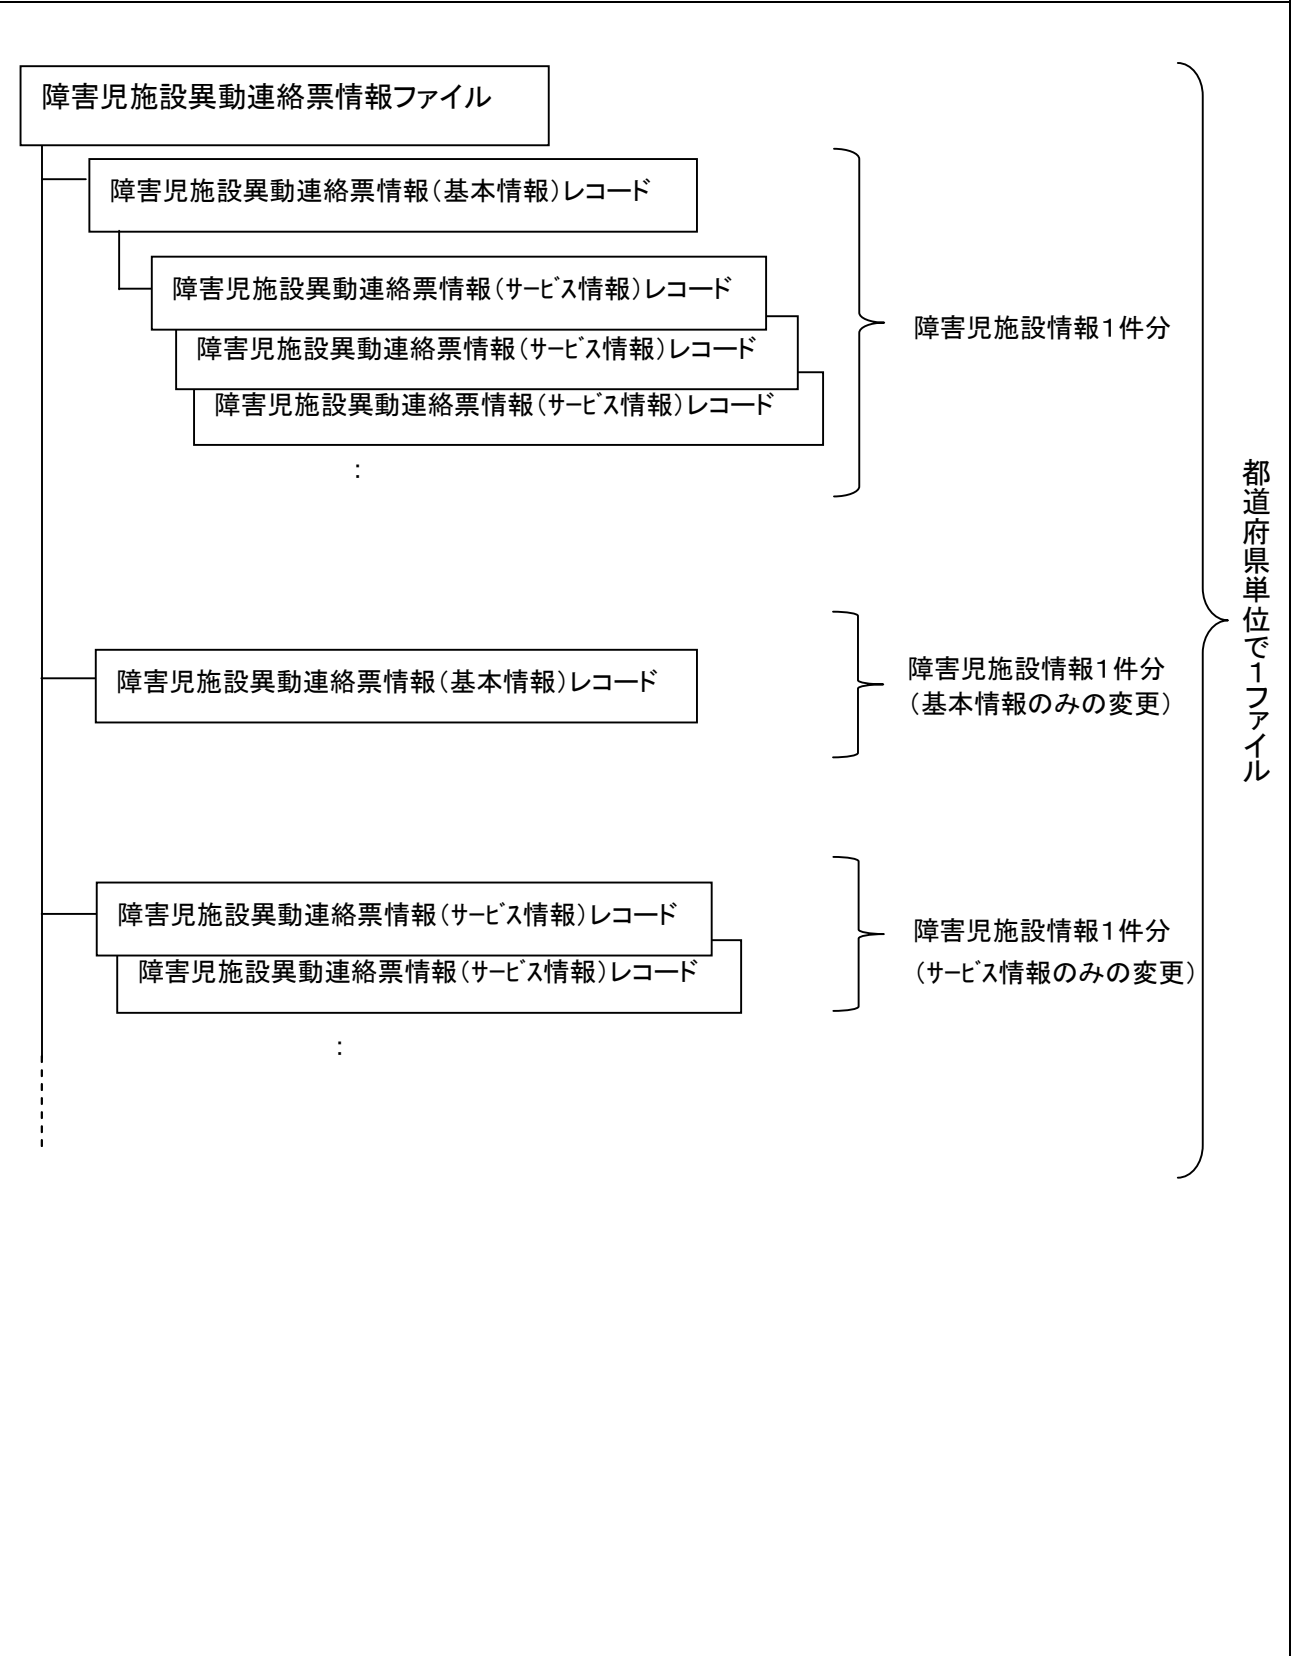 障害児施設異動連絡票情報ファイル
障害児施設異動連絡票情報（基本情報）レコード
障害児施設異動連絡票情報（ｻｰﾋﾞｽ情報）レコード
障害児施設異動連絡票情報（ｻｰﾋﾞｽ情報）レコード
障害児施設異動連絡票情報（ｻｰﾋﾞｽ情報）レコード
：
障害児施設情報１件分
障害児施設異動連絡票情報（基本情報）レコード
障害児施設情報１件分
（基本情報のみの変更）
障害児施設異動連絡票情報（ｻｰﾋﾞｽ情報）レコード
障害児施設異動連絡票情報（ｻｰﾋﾞｽ情報）レコード
：
障害児施設情報１件分
（ｻｰﾋﾞｽ情報のみの変更）
都道府県単位で１ファイル